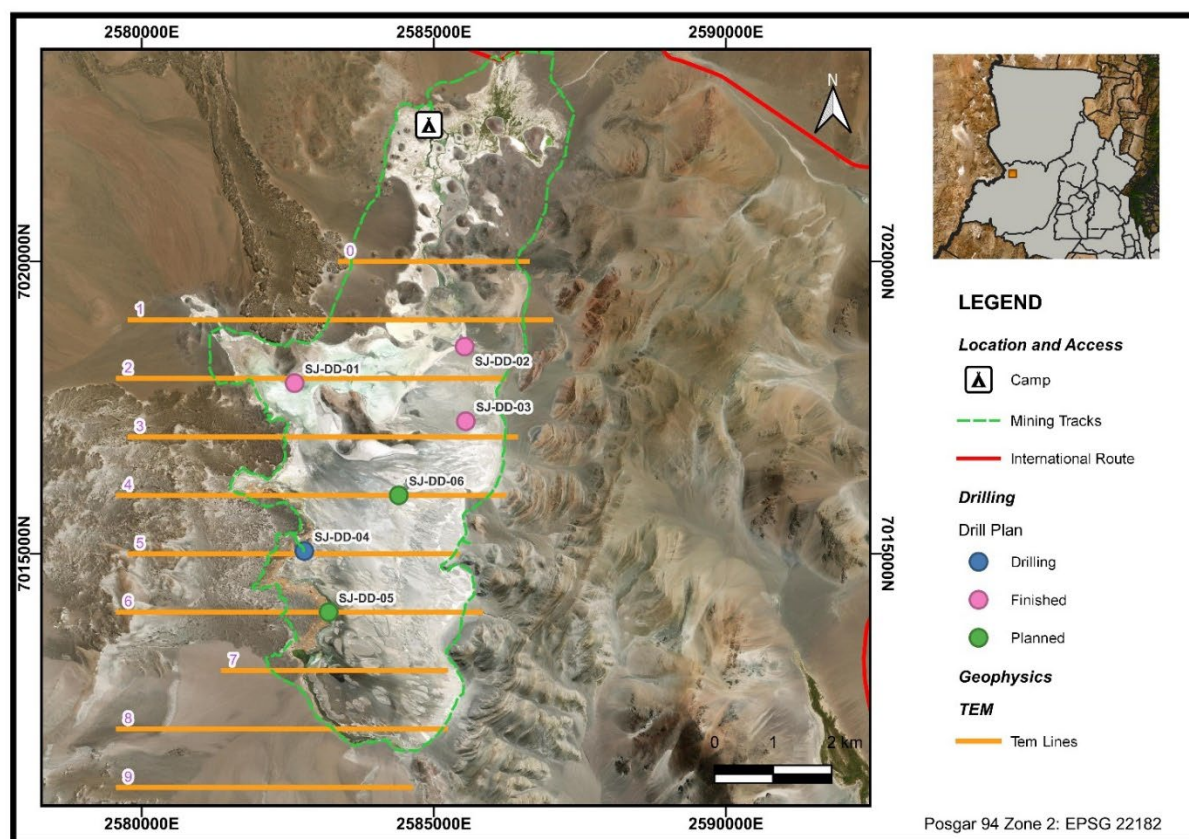 2580000E
2585000E
2590000E
N
7020000N
7020000N
0
1
SJ-DD-02
SJ-DD-01
2
SJ-DD-03
3
SJ-DD-06
4
SJ-DD-04
7015000N
7015000N
5
SJ-DD-05
6
7
8
0 1 2 km
9
2580000E
2585000E
2590000E
LEGEND
Location and Access
Camp
Mining Tracks
International Route
Drilling
Drill Plan
Drilling
Finished
Planned
Geophysics
TEM
Tem Lines
Posgar 94 Zone 2: EPSG 22182